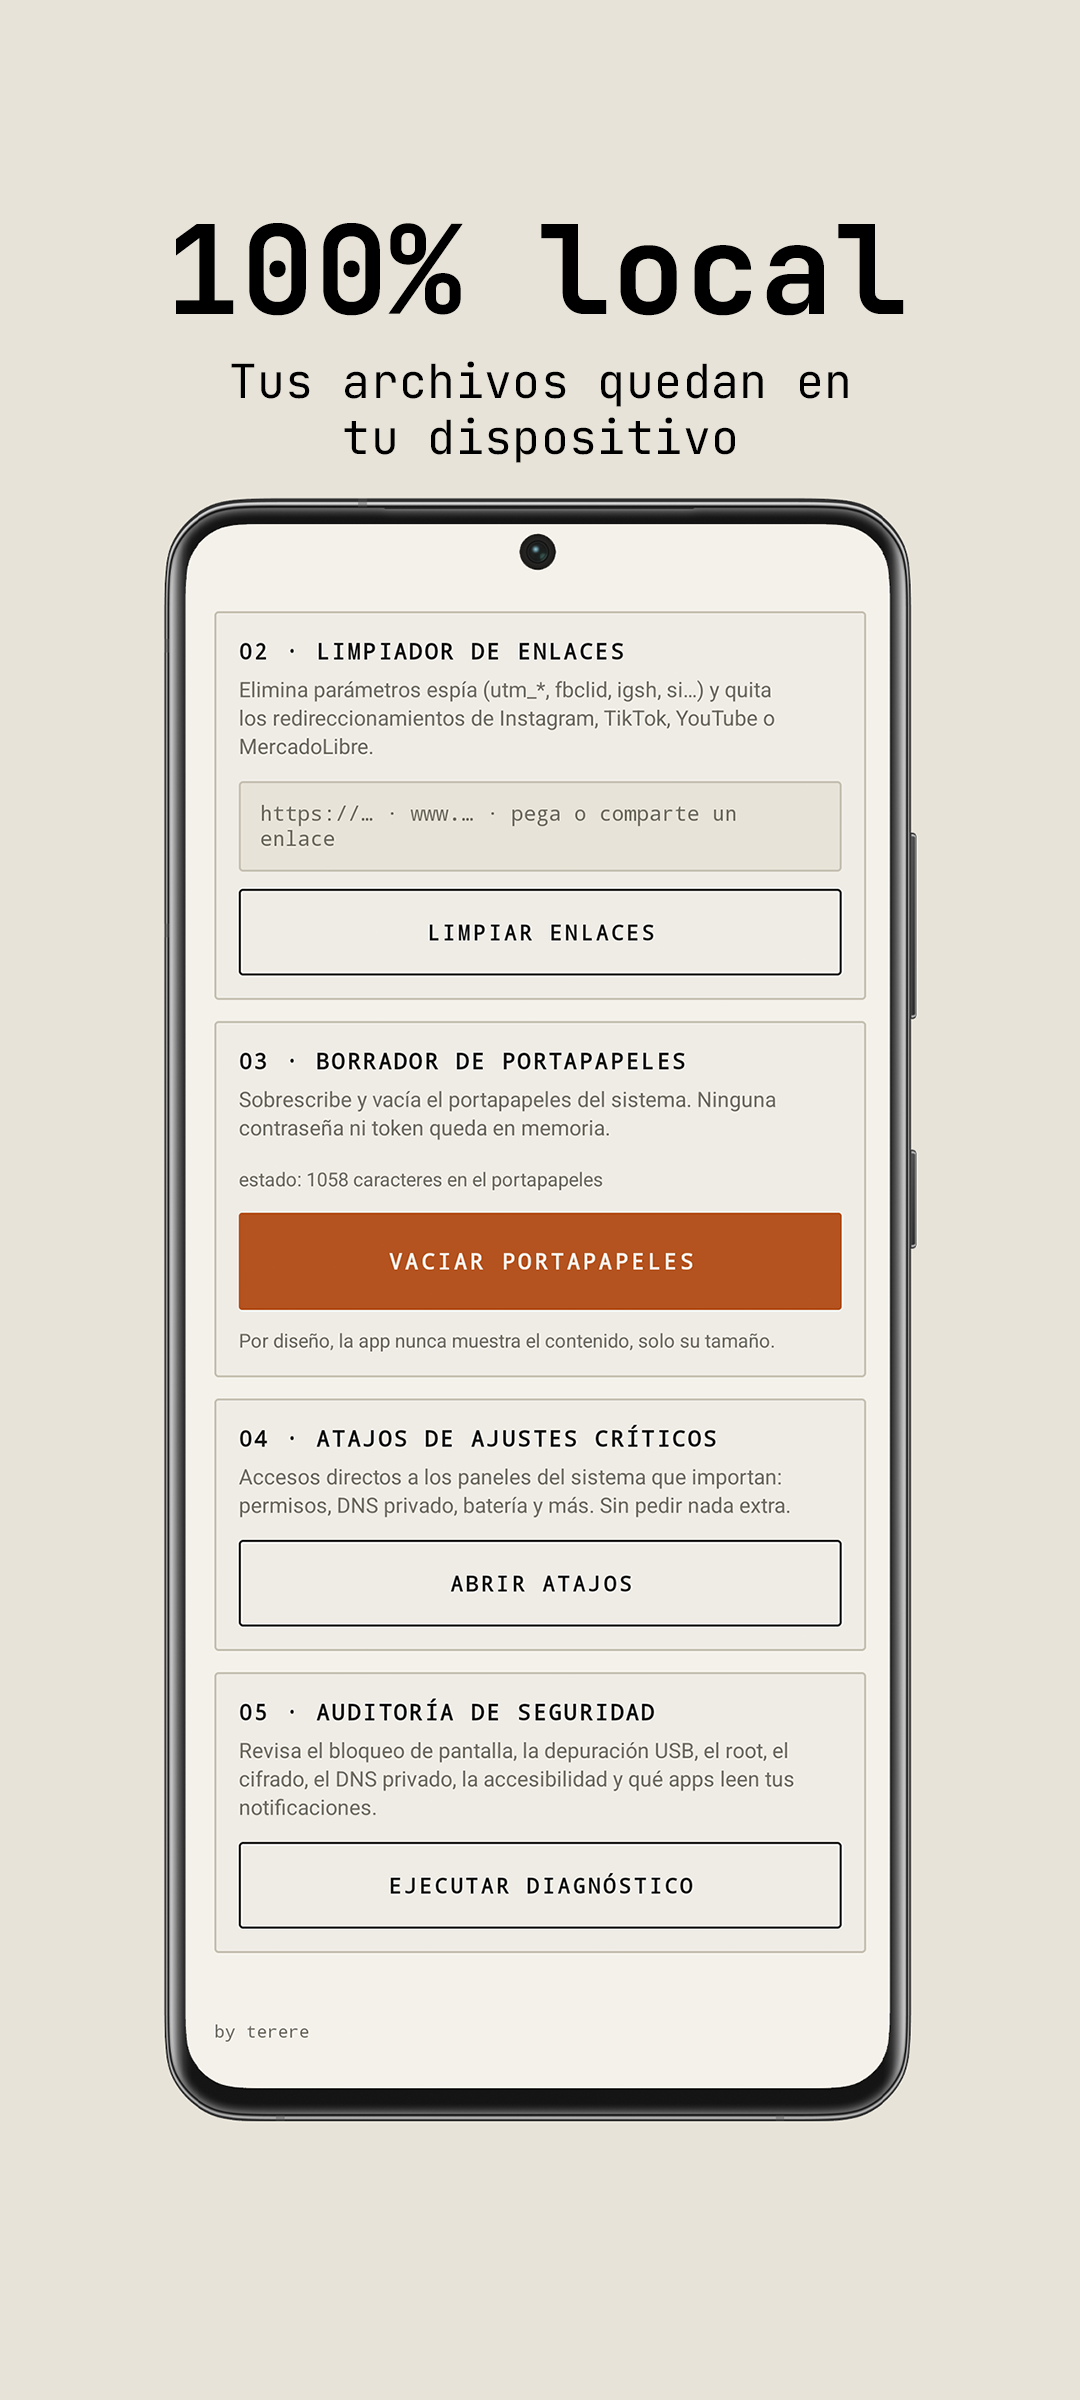 100% local
Tus archivos quedan en
tu dispositivo
02 · LIMPIADOR DE ENLACES
Elimina parámetros espía (utm_*, fbclid, igsh, si…) y quita
los redireccionamientos de Instagram, TikTok, YouTube o
MercadoLibre.
https://… · www.… · pega o comparte un
enlace
LIMPIAR ENLACES
03 · BORRADOR DE PORTAPAPELES
Sobrescribe y vacía el portapapeles del sistema. Ninguna
contraseña ni token queda en memoria.
estado: 1058 caracteres en el portapapeles
VACIAR PORTAPAPELES
Por diseño, la app nunca muestra el contenido, solo su tamaño.
04 · ATAJOS DE AJUSTES CRÍTICOS
Accesos directos a los paneles del sistema que importan:
permisos, DNS privado, batería y más. Sin pedir nada extra.
ABRIR ATAJOS
05 · AUDITORÍA DE SEGURIDAD
Revisa el bloqueo de pantalla, la depuración USB, el root, el
cifrado, el DNS privado, la accesibilidad y qué apps leen tus
notificaciones.
EJECUTAR DIAGNÓSTICO
by terere